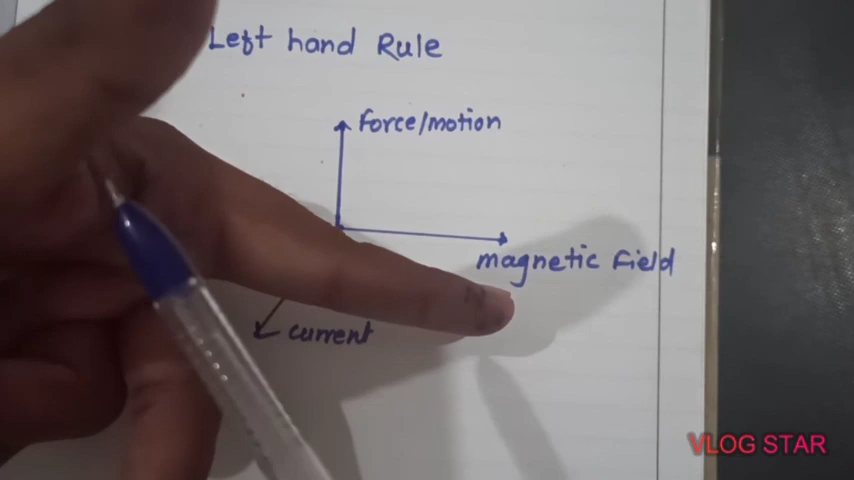 Left hand Rule
force/motion
magnetic field
current
VLOG STAR